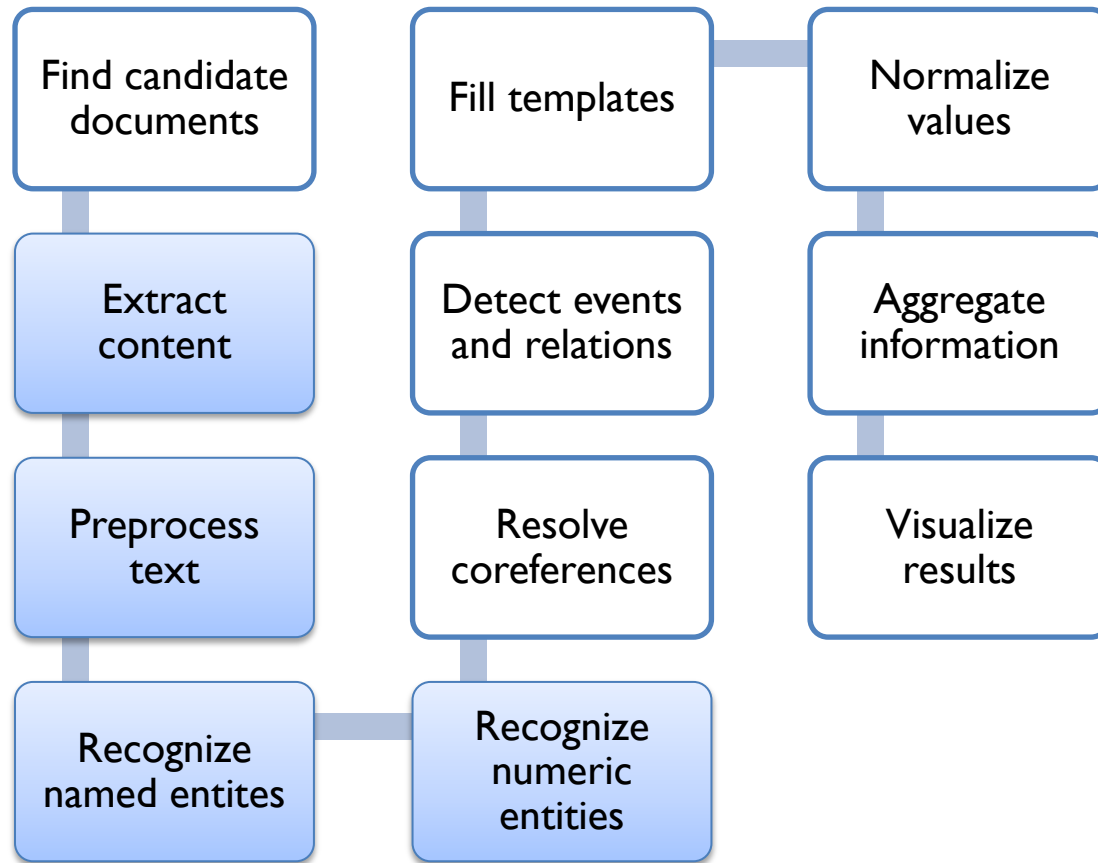 Find candidate
documents
Extract
content
Preprocess
text
Recognize
named entites
Recognize
numeric
entities
Resolve
coreferences
Detect events
and relations
Fill templates
Normalize
values
Aggregate
information
Visualize
results